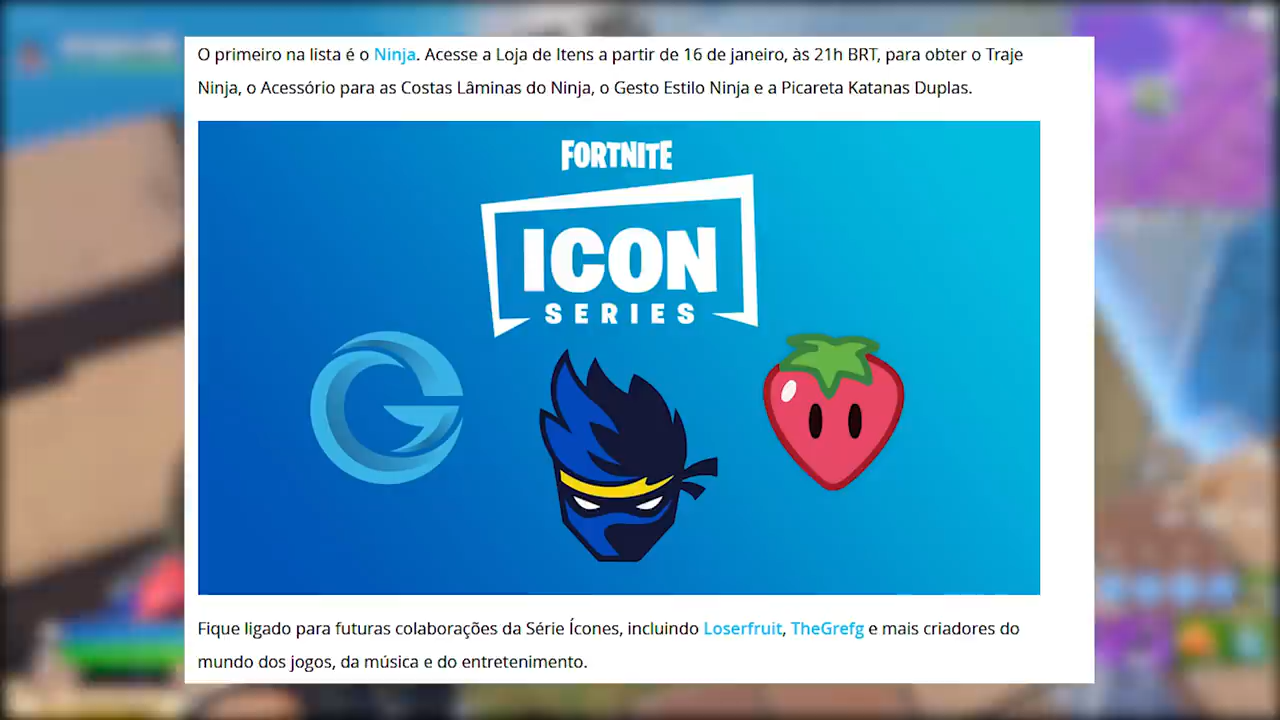 O primeiro na lista é o Ninja. Acesse a Loja de Itens a partir de 16 de janeiro, às 21h BRT, para obter o Traje
Ninja, o Acessório para as Costas Lâminas do Ninja, o Gesto Estilo Ninja e a Picareta Katanas Duplas.
FORTNITE
ICON
SERIES
Fique ligado para futuras colaborações da Série Ícones, incluindo Loserfruit, TheGrefg e mais criadores do
mundo dos jogos, da música e do entretenimento.